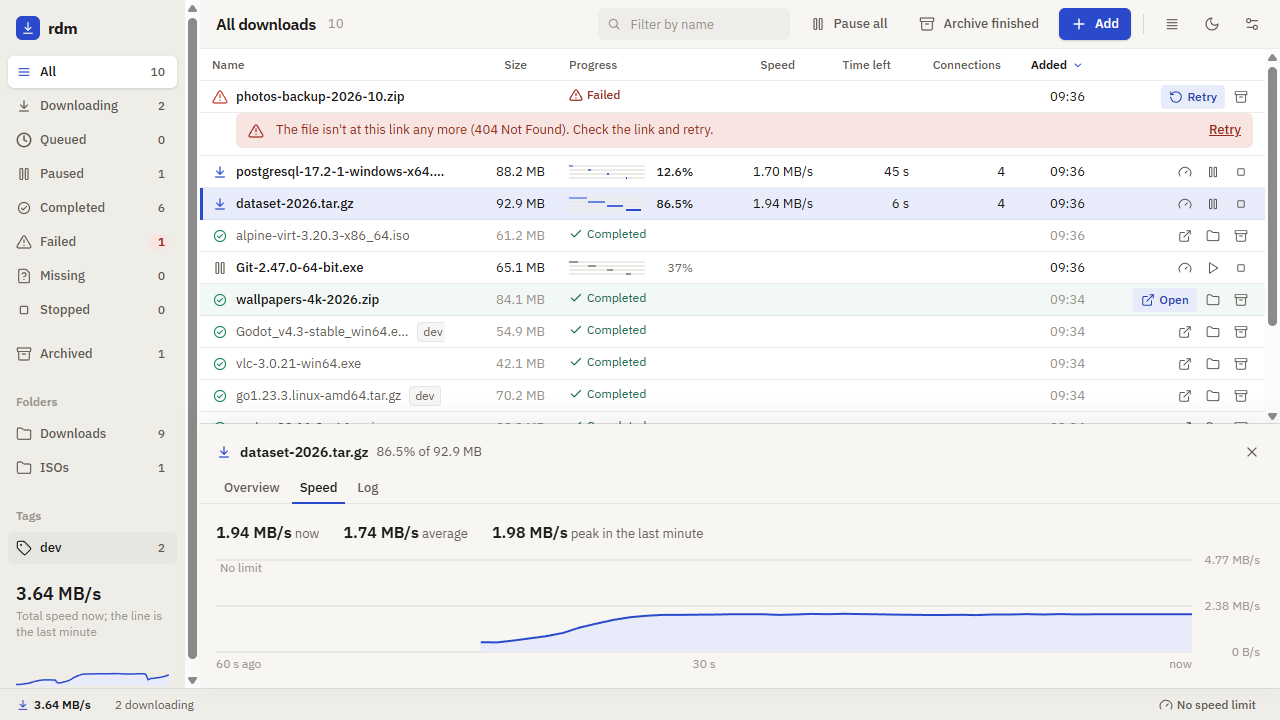 rdm
All 10
Downloading 2
Queued 0
Paused 1
Completed 6
Failed 1
Missing 0
Stopped 0
Archived 1
Folders
Downloads 9
ISOs 1
Tags
dev 2
3.64 MB/s
Total speed now; the line is
the last minute
All downloads 10
Filter by name
Pause all
Archive finished
Add
Name Size Progress Speed Time left Connections Added
photos-backup-2026-10.zip Failed 09:36 Retry
The file isn't at this link any more (404 Not Found). Check the link and retry. Retry
postgresql-17.2-1-windows-x64.... 88.2 MB 12.6% 1.70 MB/s 45 s 4 09:36
dataset-2026.tar.gz 92.9 MB 86.5% 1.94 MB/s 6 s 4 09:36
alpine-virt-3.20.3-x86_64.iso 61.2 MB Completed 09:36
Git-2.47.0-64-bit.exe 65.1 MB 37% 09:36
wallpapers-4k-2026.zip 84.1 MB Completed 09:34 Open
Godot_v4.3-stable_win64.e... dev 54.9 MB Completed 09:34
vlc-3.0.21-win64.exe 42.1 MB Completed 09:34
go1.23.3.linux-amd64.tar.gz dev 70.2 MB Completed 09:34
dataset-2026.tar.gz 86.5% of 92.9 MB
Overview Speed Log
1.94 MB/s now 1.74 MB/s average 1.98 MB/s peak in the last minute
4.77 MB/s
No limit
2.38 MB/s
0 B/s
60 s ago 30 s now
3.64 MB/s 2 downloading No speed limit